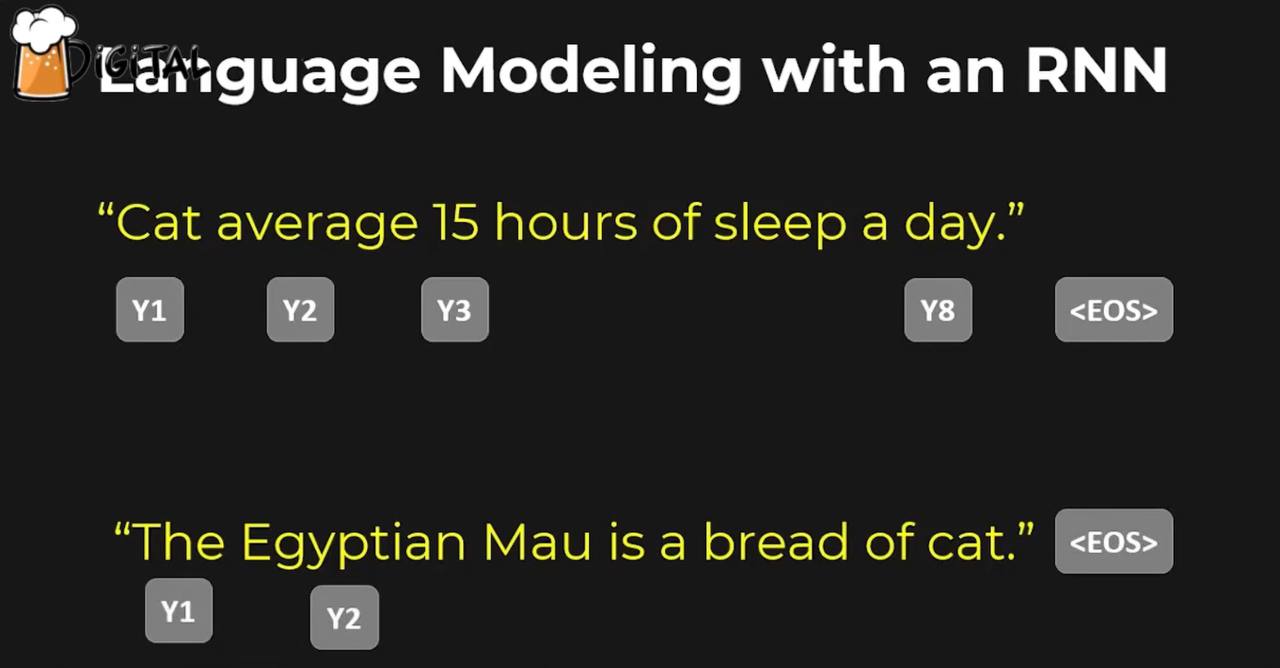 DiGiTAL
Language Modeling with an RNN
“Cat average 15 hours of sleep a day.”
Y1 Y2 Y3 Y8 <EOS>
“The Egyptian Mau is a bread of cat.” <EOS>
Y1 Y2